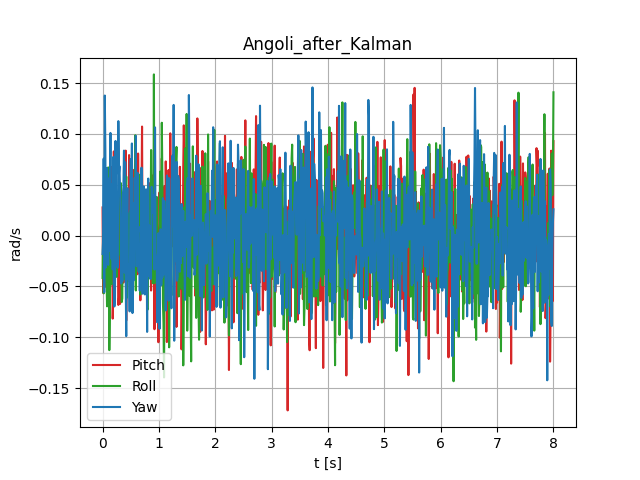 Angoli_after_Kalman
rad/s
0.15
0.10
0.05
0.00
−0.05
−0.10
−0.15
Pitch
Roll
Yaw
0 1 2 3 4 5 6 7 8
t [s]